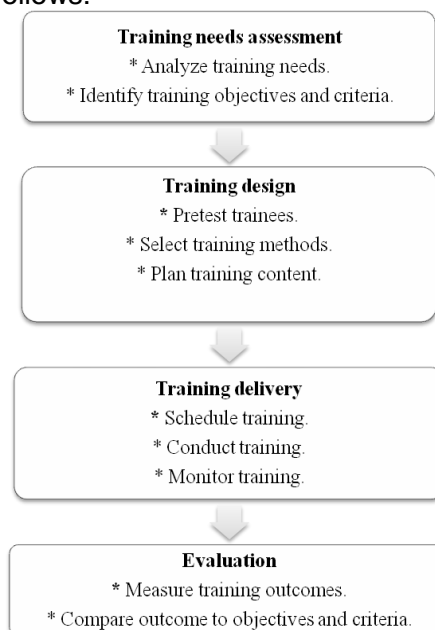 ollows:
Training needs assessment
* Analyze training needs.
* Identify training objectives and criteria.
Training design
* Pretest trainees.
* Select training methods.
* Plan training content.
Training delivery
* Schedule training.
* Conduct training.
* Monitor training.
Evaluation
* Measure training outcomes.
* Compare outcome to objectives and criteria.